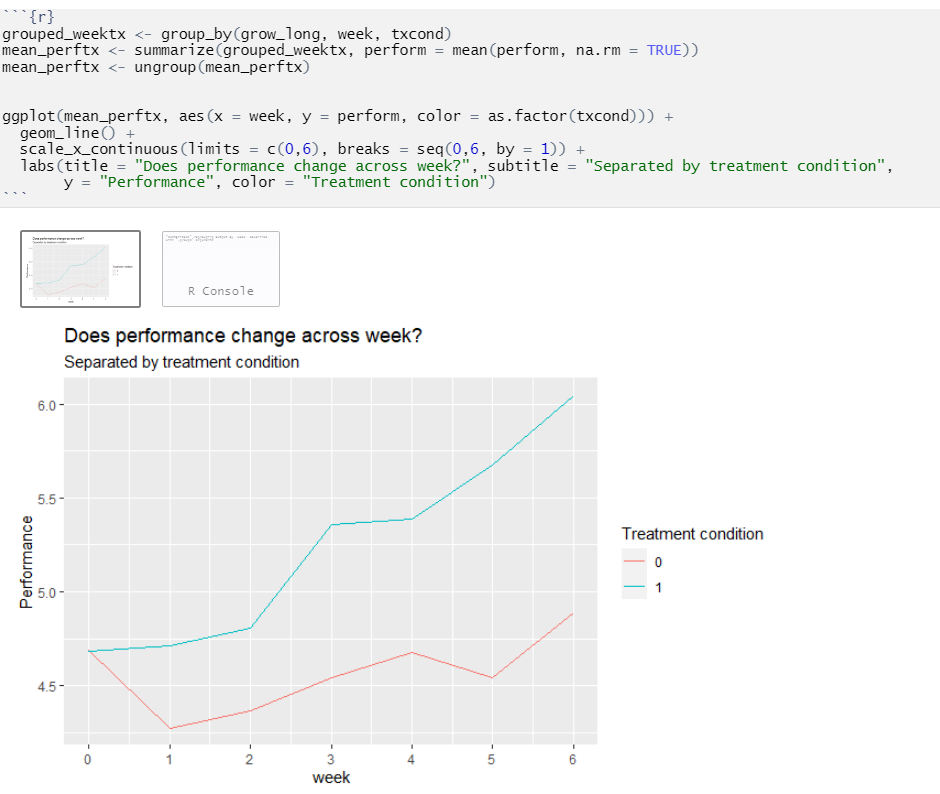 ```{r}
grouped_weektx <- group_by(grow_long, week, txcond)
mean_perftx <- summarize(grouped_weektx, perform = mean(perform, na.rm = TRUE))
mean_perftx <- ungroup(mean_perftx)
ggplot(mean_perftx, aes(x = week, y = perform, color = as.factor(txcond))) +
geom_line() +
scale_x_continuous(limits = c(0,6), breaks = seq(0,6, by = 1)) +
labs(title = "Does performance change across week?", subtitle = "Separated by treatment condition",
y = "Performance", color = "Treatment condition")
```
R Console
Does performance change across week?
Separated by treatment condition
6.0
5.5
5.0
4.5
Performance
0 1 2 3 4 5 6
week
Treatment condition
0
1